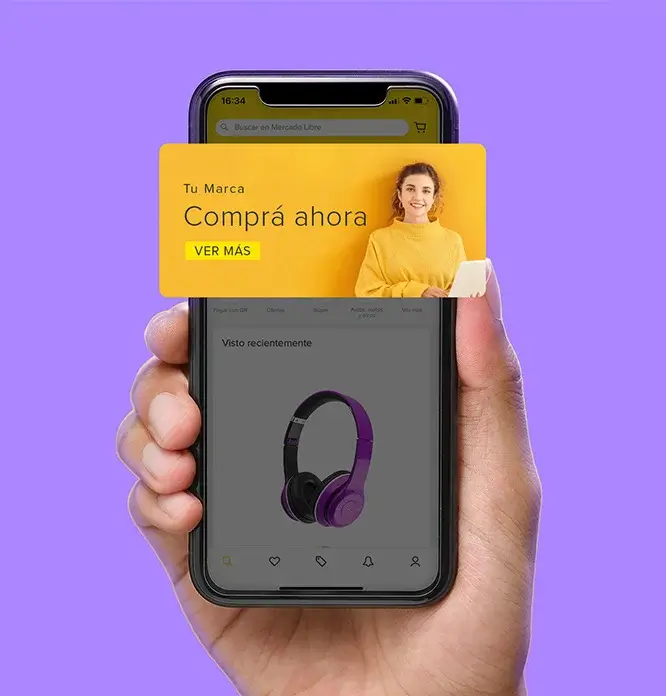 16:34
Buscar en Mercado Libre
Tu Marca
Comprá ahora
VER MÁS
Pagar con QR Ofertas Súper Ver más
Visto recientemente